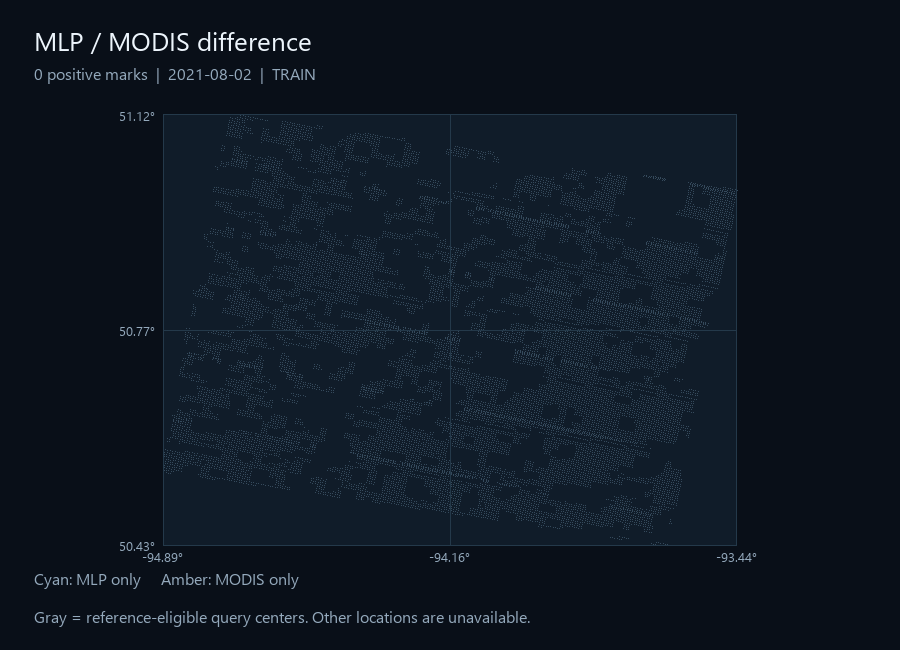 MLP / MODIS difference
0 positive marks | 2021-08-02 | TRAIN
51.12°
50.77°
50.43°
-94.89° -94.16° -93.44°
Cyan: MLP only Amber: MODIS only
Gray = reference-eligible query centers. Other locations are unavailable.